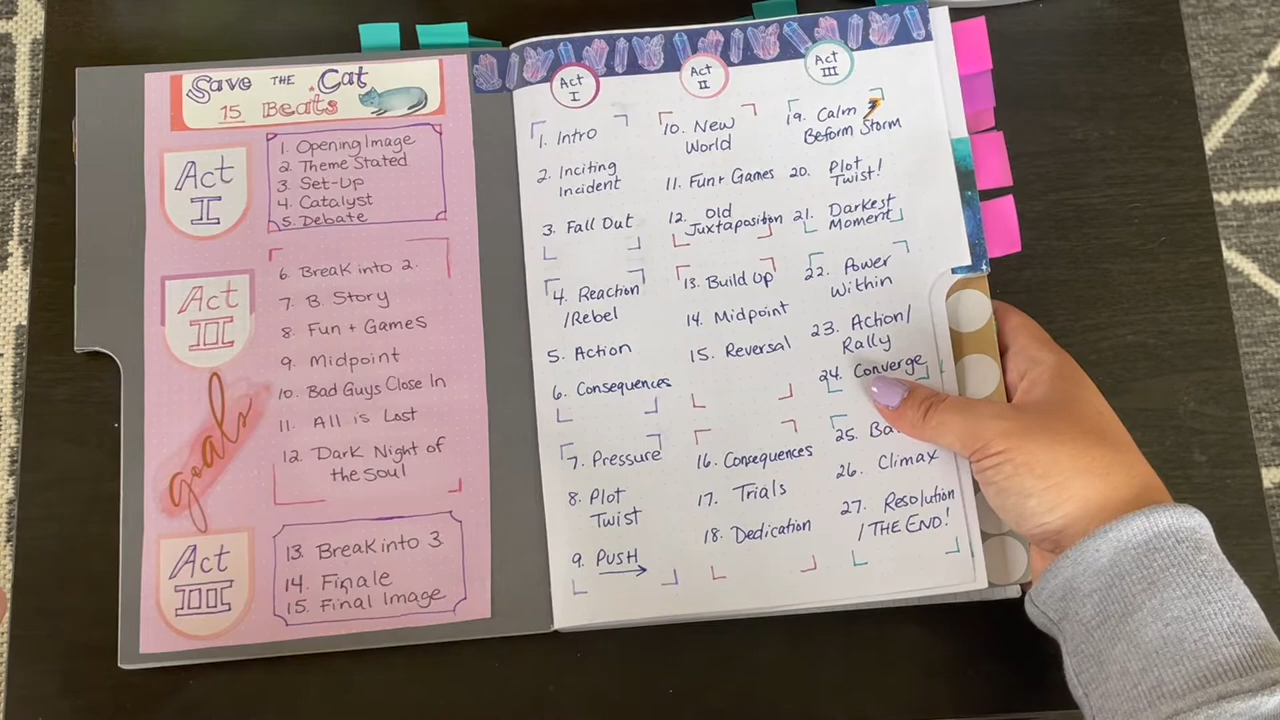 Save the Cat
15 Beats
Act
I
1. Opening Image
2. Theme Stated
3. Set-Up
4. Catalyst
5. Debate
Act
II
6. Break into 2.
7. B. Story
8. Fun + Games
9. Midpoint
10. Bad Guys Close In
11. All is Lost
12. Dark Night of
the Soul
goals
Act
III
13. Break into 3
14. Finale
15. Final Image
Act
I
1. Intro
2. Inciting
Incident
3. Fall Out
4. Reaction
/Rebel
5. Action
6. Consequences
7. Pressure
8. Plot
Twist
9. PUSH
Act
II
10. New
World
11. Fun + Games
12. Old
Juxtaposition
13. Build Up
14. Midpoint
15. Reversal
16. Consequences
17. Trials
18. Dedication
Act
III
19. Calm
Beform Storm
20. Plot
Twist!
21. Darkest
Moment
22. Power
Within
23. Action/
Rally
24. Converge
25.
26. Climax
27. Resolution
/THE END!